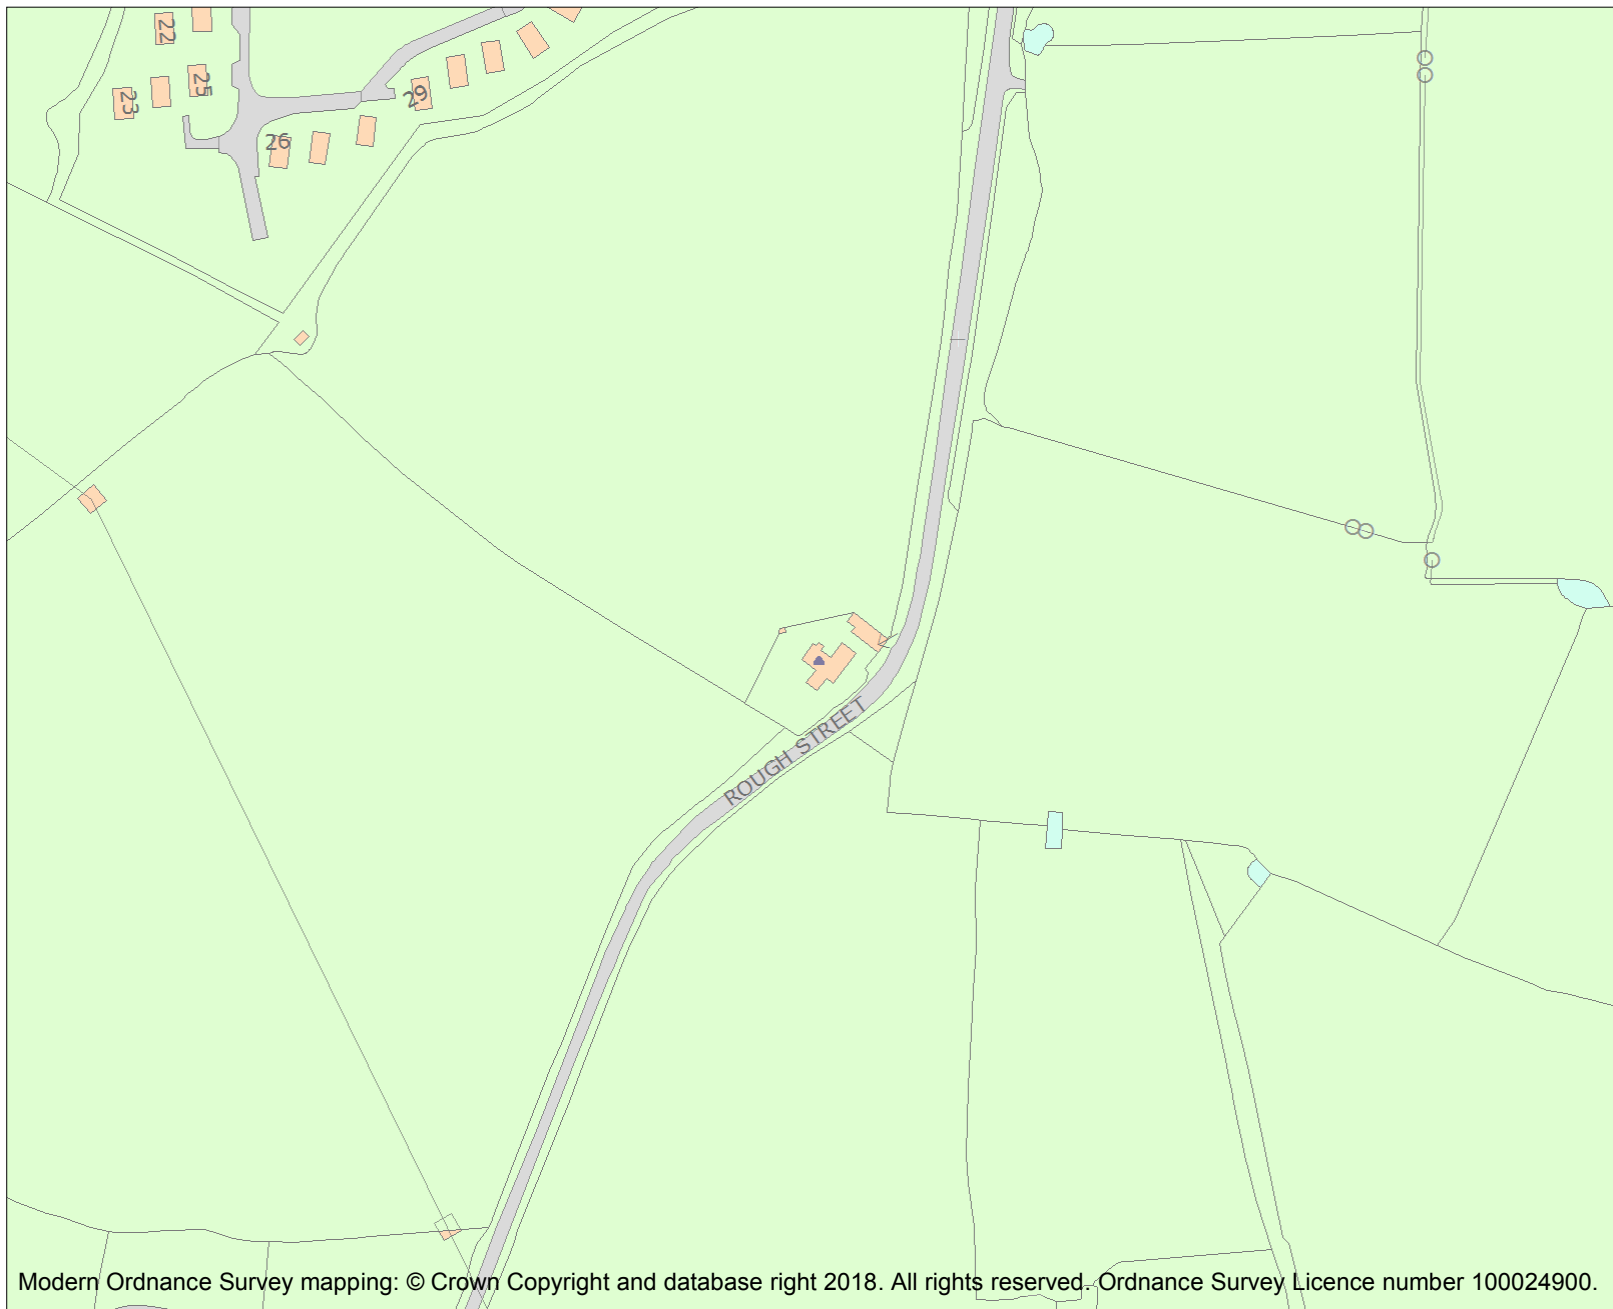 22
25
23
29
26
ROUGH STREET
Modern Ordnance Survey mapping: © Crown Copyright and database right 2018. All rights reserved. Ordnance Survey Licence number 100024900.